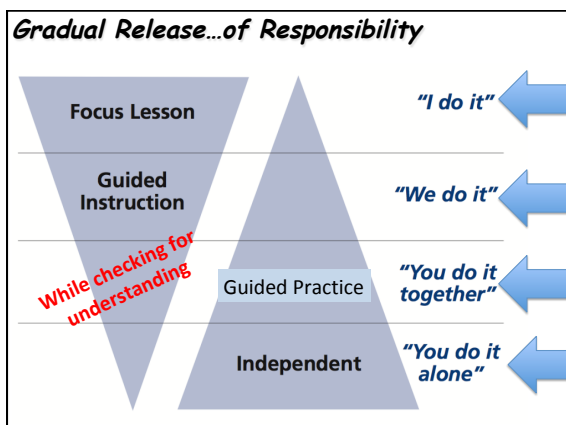 Gradual Release…of Responsibility
Focus Lesson
“I do it”
Guided
Instruction
“We do it”
While checking for
understanding
Guided Practice
“You do it
together”
Independent
“You do it
alone”